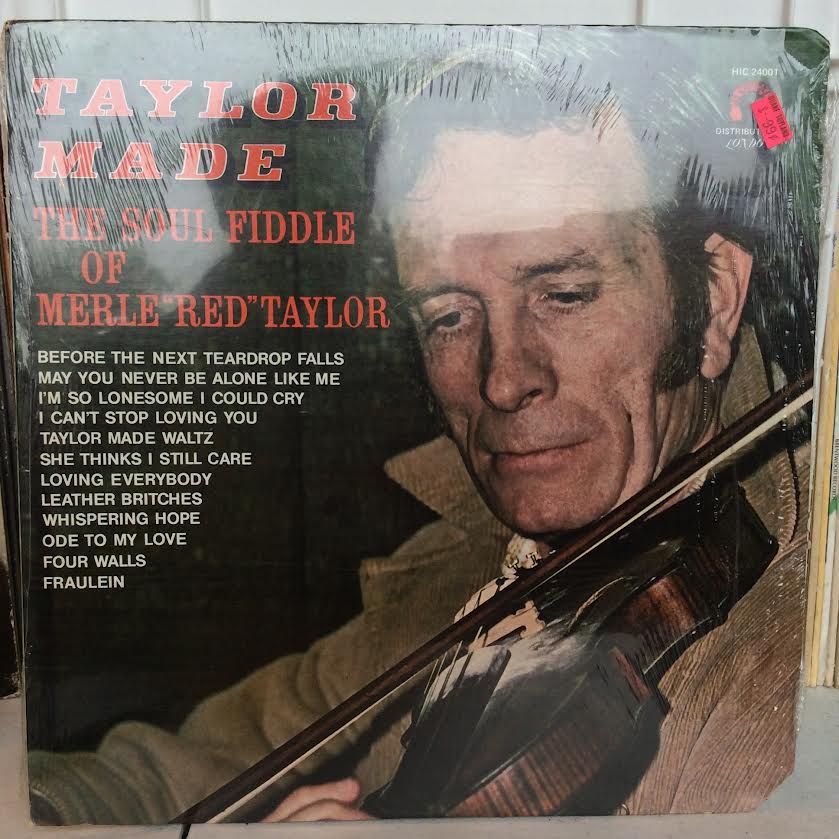 TAYLOR
MADE
THE SOUL FIDDLE
OF
MERLE "RED" TAYLOR
BEFORE THE NEXT TEARDROP FALLS
MAY YOU NEVER BE ALONE LIKE ME
I'M SO LONESOME I COULD CRY
I CAN'T STOP LOVING YOU
TAYLOR MADE WALTZ
SHE THINKS I STILL CARE
LOVING EVERYBODY
LEATHER BRITCHES
WHISPERING HOPE
ODE TO MY LOVE
FOUR WALLS
FRAULEIN
HIC 24001